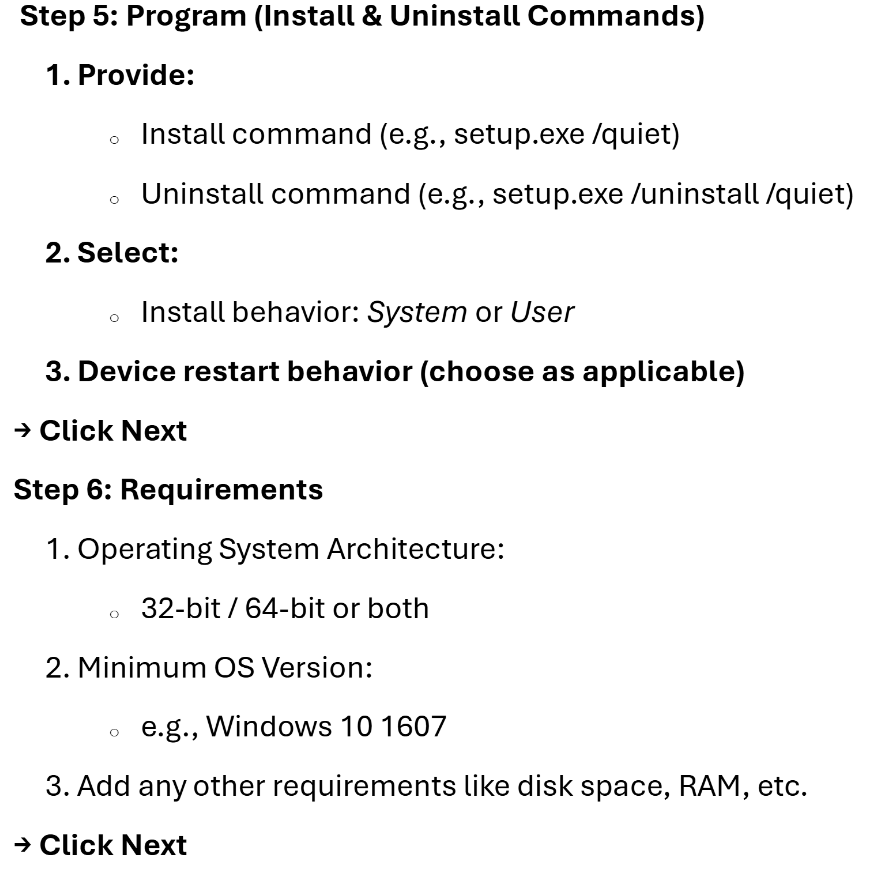 Step 5: Program (Install & Uninstall Commands)
1. Provide:
○ Install command (e.g., setup.exe /quiet)
○ Uninstall command (e.g., setup.exe /uninstall /quiet)
2. Select:
○ Install behavior: System or User
3. Device restart behavior (choose as applicable)
→ Click Next
Step 6: Requirements
1. Operating System Architecture:
○ 32-bit / 64-bit or both
2. Minimum OS Version:
○ e.g., Windows 10 1607
3. Add any other requirements like disk space, RAM, etc.
→ Click Next